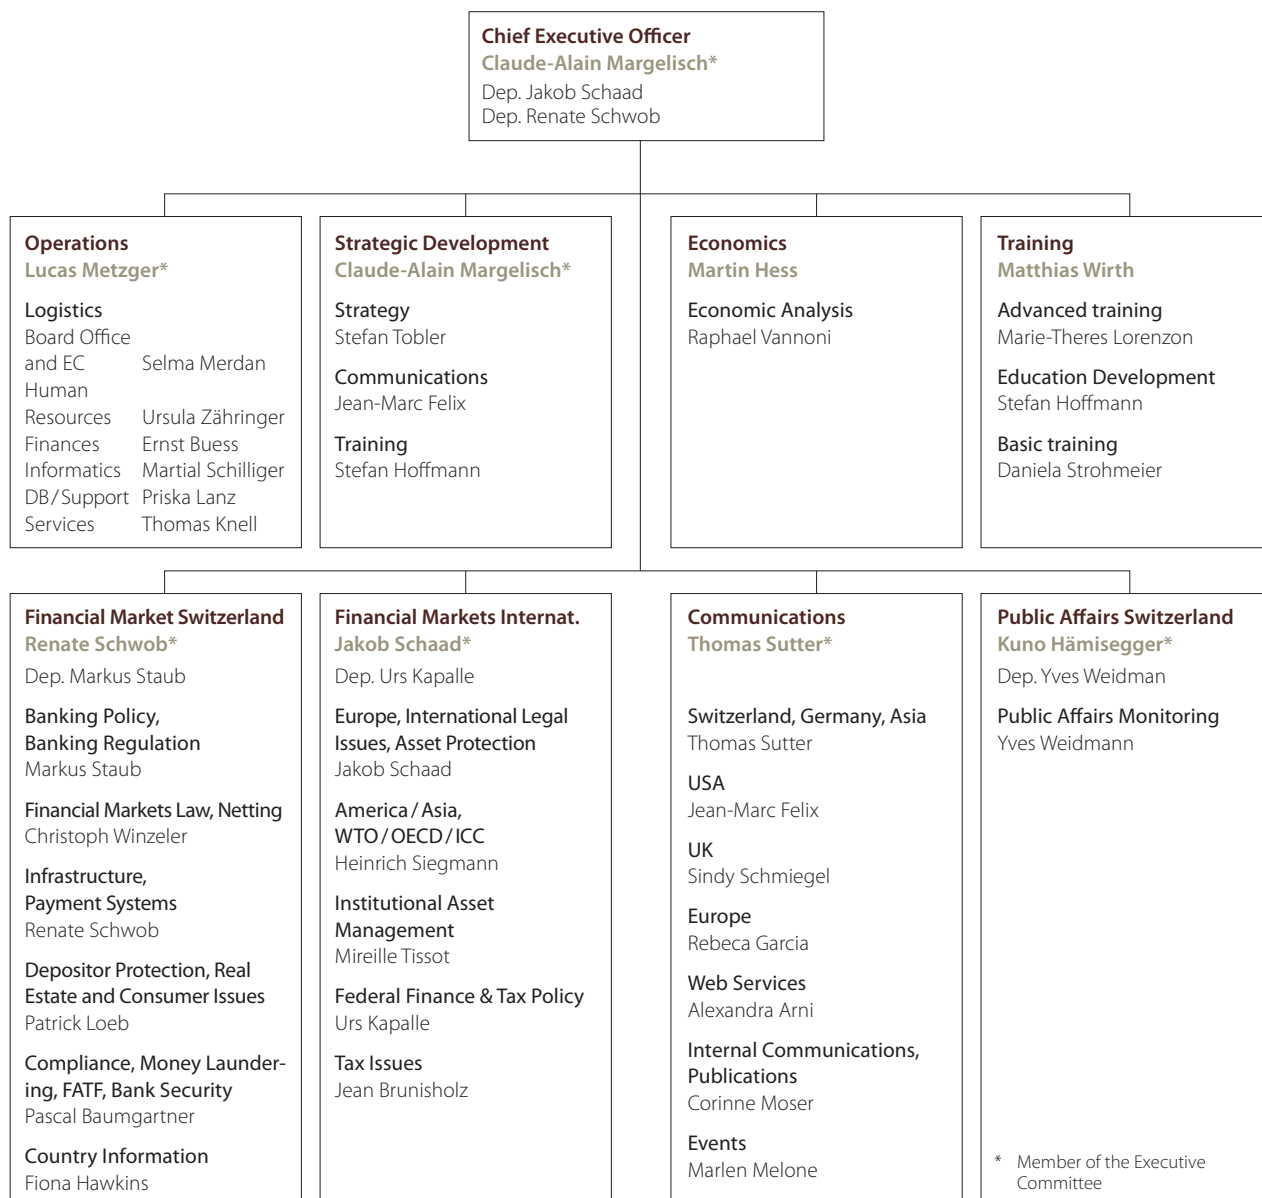 Chief Executive Officer
Claude-Alain Margelisch*
Dep. Jakob Schaad
Dep. Renate Schwob
Operations
Lucas Metzger*
Logistics
Board Office
and EC Selma Merdan
Human
Resources Ursula Zähringer
Finances Ernst Buess
Informatics Martial Schilliger
DB/Support Priska Lanz
Services Thomas Knell
Strategic Development
Claude-Alain Margelisch*
Strategy
Stefan Tobler
Communications
Jean-Marc Felix
Training
Stefan Hoffmann
Economics
Martin Hess
Economic Analysis
Raphael Vannoni
Training
Matthias Wirth
Advanced training
Marie-Theres Lorenzon
Education Development
Stefan Hoffmann
Basic training
Daniela Strohmeier
Financial Market Switzerland
Renate Schwob*
Dep. Markus Staub
Banking Policy,
Banking Regulation
Markus Staub
Financial Markets Law, Netting
Christoph Winzeler
Infrastructure,
Payment Systems
Renate Schwob
Depositor Protection, Real
Estate and Consumer Issues
Patrick Loeb
Compliance, Money Launder-
ing, FATF, Bank Security
Pascal Baumgartner
Country Information
Fiona Hawkins
Financial Markets Internat.
Jakob Schaad*
Dep. Urs Kapalle
Europe, International Legal
Issues, Asset Protection
Jakob Schaad
America / Asia,
WTO / OECD / ICC
Heinrich Siegmann
Institutional Asset
Management
Mireille Tissot
Federal Finance & Tax Policy
Urs Kapalle
Tax Issues
Jean Brunisholz
Communications
Thomas Sutter*
Switzerland, Germany, Asia
Thomas Sutter
USA
Jean-Marc Felix
UK
Sindy Schmiegel
Europe
Rebeca Garcia
Web Services
Alexandra Arni
Internal Communications,
Publications
Corinne Moser
Events
Marlen Melone
Public Affairs Switzerland
Kuno Hämisegger*
Dep. Yves Weidman
Public Affairs Monitoring
Yves Weidmann
* Member of the Executive
Committee